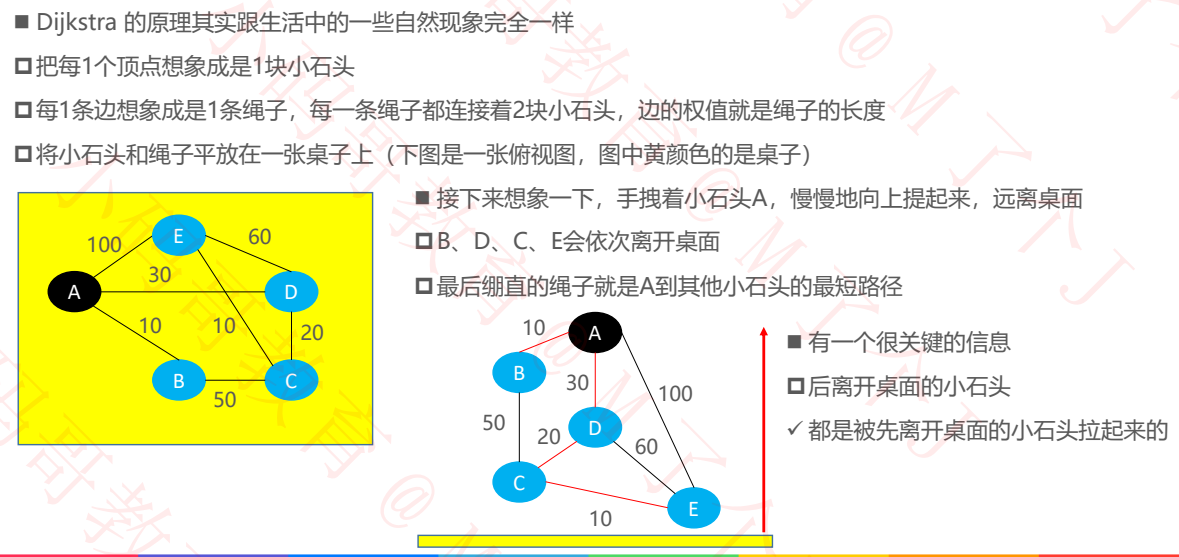 ■ Dijkstra 的原理其实跟生活中的一些自然现象完全一样
把每1个顶点想象成是1块小石头
每1条边想象成是1条绳子，每一条绳子都连接着2块小石头，边的权值就是绳子的长度
将小石头和绳子平放在一张桌子上（下图是一张俯视图，图中黄颜色的是桌子）
■ 接下来想象一下，手拽着小石头A，慢慢地向上提起来，远离桌面
B、D、C、E会依次离开桌面
最后绷直的绳子就是A到其他小石头的最短路径
E
100
60
30
A
D
10
10
20
B
C
50
10
A
B
30
100
50
D
20
60
C
E
10
■ 有一个很关键的信息
后离开桌面的小石头
✓ 都是被先离开桌面的小石头拉起来的
小码哥教育@M了个J